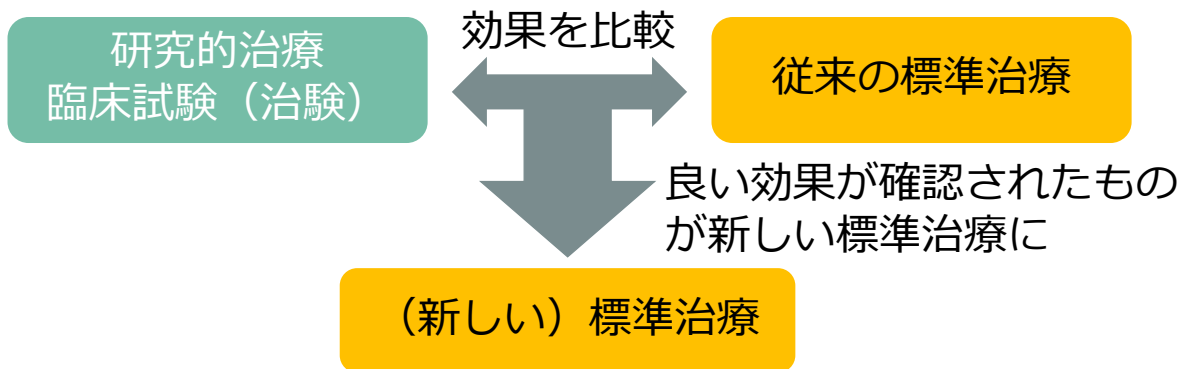 研究的治療
臨床試験（治験）
効果を比較
従来の標準治療
良い効果が確認されたもの
が新しい標準治療に
（新しい）標準治療